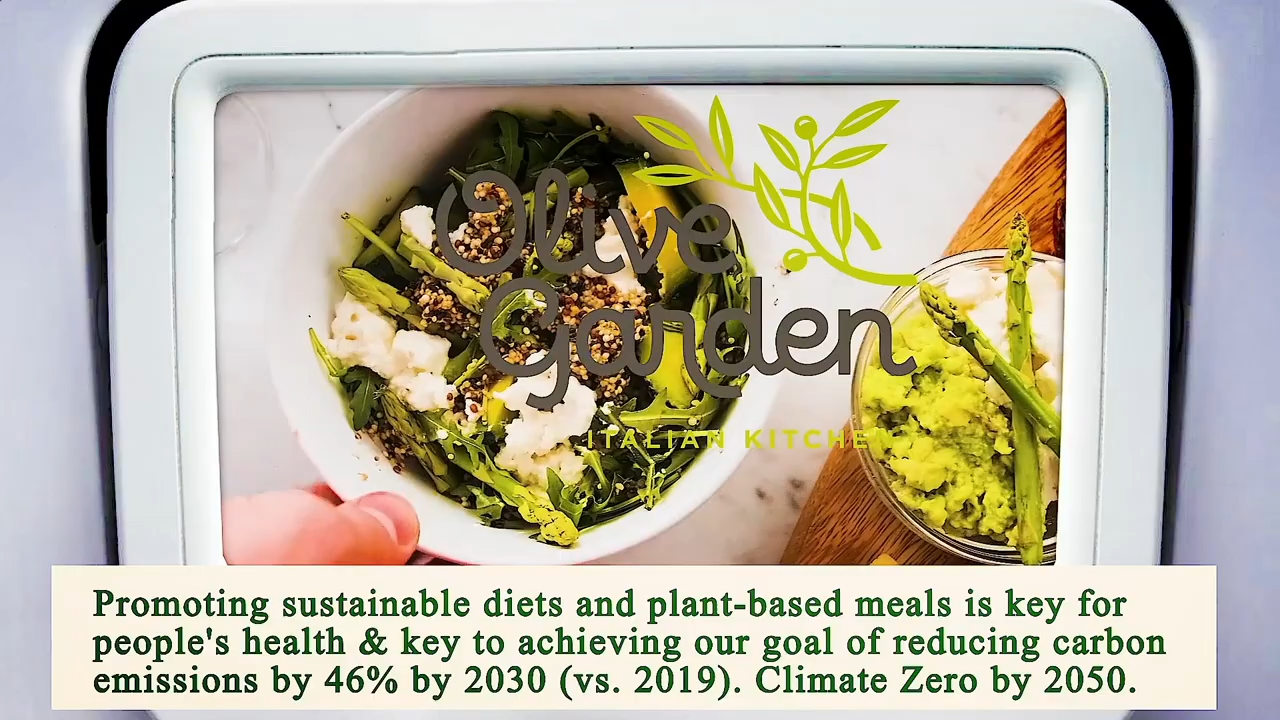 Olive
Garden
ITALIAN KITCHEN
Promoting sustainable diets and plant-based meals is key for
people's health & key to achieving our goal of reducing carbon
emissions by 46% by 2030 (vs. 2019). Climate Zero by 2050.